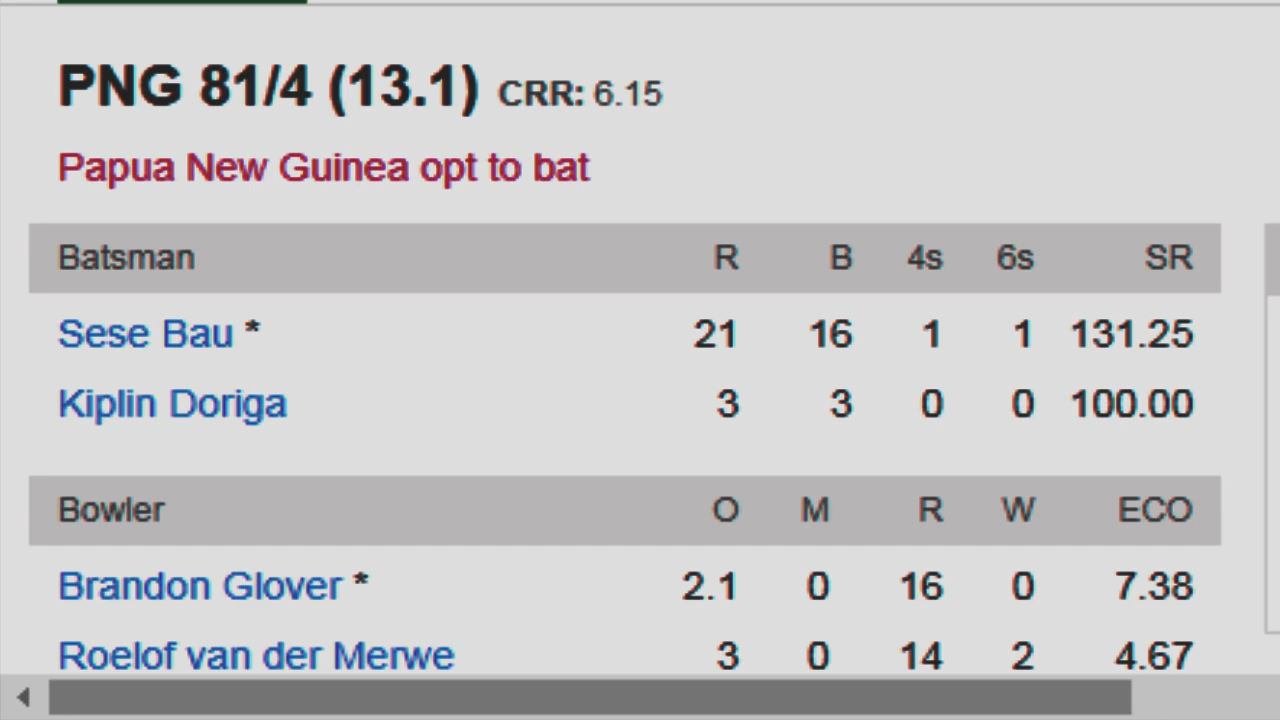 PNG 81/4 (13.1) CRR: 6.15
Papua New Guinea opt to bat
Batsman R B 4s 6s SR
Sese Bau * 21 16 1 1 131.25
Kiplin Doriga 3 3 0 0 100.00
Bowler O M R W ECO
Brandon Glover * 2.1 0 16 0 7.38
Roelof van der Merwe 3 0 14 2 4.67